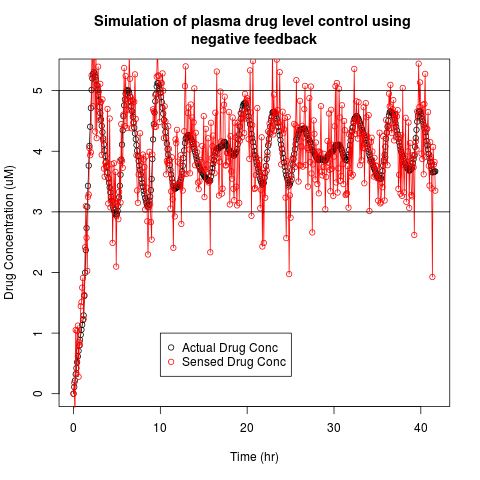 Simulation of plasma drug level control using
negative feedback
Drug Concentration (uM)
5
4
3
2
1
0
Actual Drug Conc
Sensed Drug Conc
0 10 20 30 40
Time (hr)